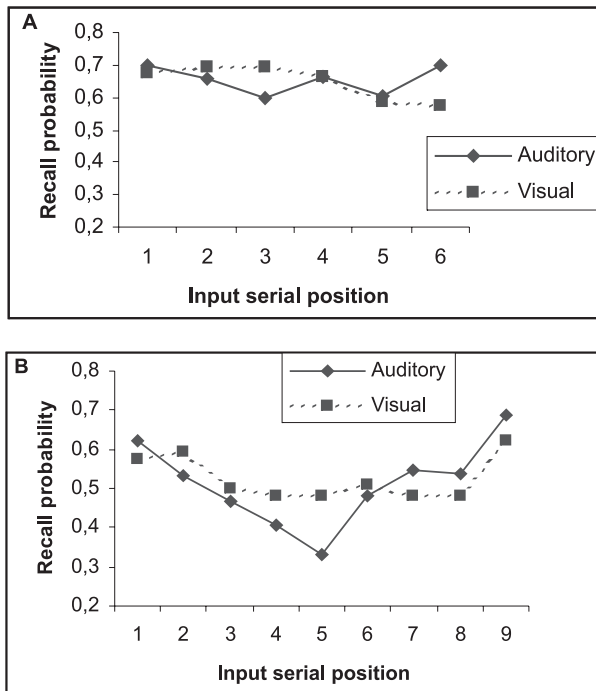 A
0,8
0,7
0,6
0,5
0,4
0,3
0,2
Recall probability
Auditory
Visual
1 2 3 4 5 6
Input serial position
B
0,8
0,7
0,6
0,5
0,4
0,3
0,2
Recall probability
Auditory
Visual
1 2 3 4 5 6 7 8 9
Input serial position